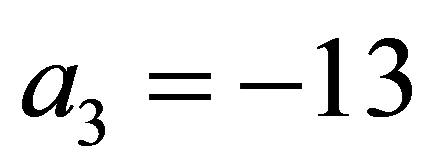 a₃ = −13